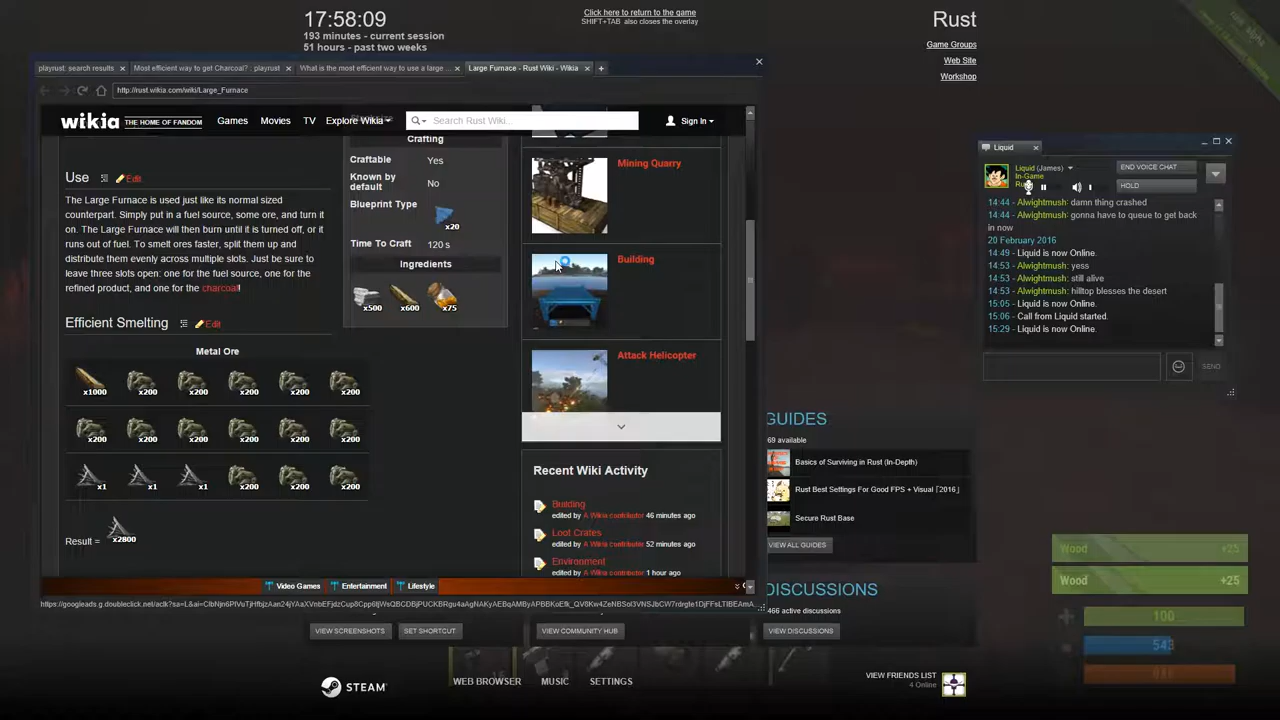 17:58:09
193 minutes - current session
51 hours - past two weeks
Click here to return to the game
SHIFT+TAB also closes the overlay
Rust
Game Groups
Web Site
Workshop
playrust: search results
Most efficient way to get Charcoal? : playrust
What is the most efficient way to use a large ...
Large Furnace - Rust Wiki - Wikia
http://rust.wikia.com/wiki/Large_Furnace
wikia THE HOME OF FANDOM
Games
Movies
TV
Explore Wikia
Search Rust Wiki...
Sign In
Use
Edit
The Large Furnace is used just like its normal sized
counterpart. Simply put in a fuel source, some ore, and turn it
on. The Large Furnace will then burn until it is turned off, or it
runs out of fuel. To smelt ores faster, split them up and
distribute them evenly across multiple slots. Just be sure to
leave three slots open: one for the fuel source, one for the
refined product, and one for the charcoal!
Efficient Smelting
Edit
Metal Ore
x1000 x200 x200 x200 x200 x200
x200 x200 x200 x200 x200 x200
x1 x1 x1 x200 x200 x200
Result = x2800
Crafting
Craftable Yes
Known by
default No
Blueprint Type
x20
Time To Craft 120 s
Ingredients
x500 x600 x75
Mining Quarry
Building
Attack Helicopter
Recent Wiki Activity
Building
edited by A Wikia contributor 46 minutes ago
Loot Crates
edited by A Wikia contributor 52 minutes ago
Environment
edited by A Wikia contributor 1 hour ago
Video Games
Entertainment
Lifestyle
Liquid
Liquid (James)
In-Game
END VOICE CHAT
HOLD
14:44 - Alwightmush: damn thing crashed
14:44 - Alwightmush: gonna have to queue to get back
in now
20 February 2016
14:49 - Liquid is now Online.
14:53 - Alwightmush: yess
14:53 - Alwightmush: still alive
14:53 - Alwightmush: hilltop blesses the desert
15:05 - Liquid is now Online.
15:06 - Call from Liquid started.
15:29 - Liquid is now Online.
SEND
GUIDES
69 available
Basics of Surviving in Rust (In-Depth)
Rust Best Settings For Good FPS + Visual「2016」
Secure Rust Base
VIEW ALL GUIDES
DISCUSSIONS
466 active discussions
VIEW SCREENSHOTS
SET SHORTCUT
VIEW COMMUNITY HUB
VIEW DISCUSSIONS
Wood +25
Wood +25
100
STEAM
WEB BROWSER
MUSIC
SETTINGS
VIEW FRIENDS LIST
4 Online